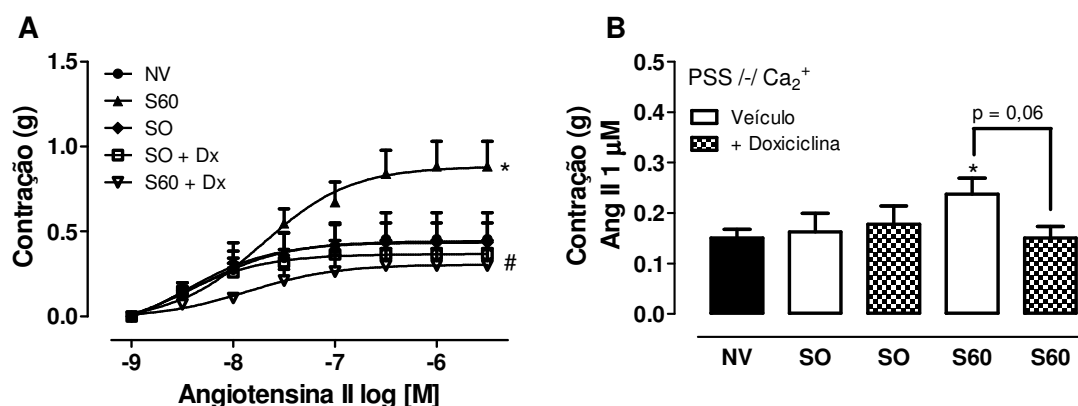 A
Contração (g)
1.5
1.0
0.5
0.0
NV
S60
SO
SO + Dx
S60 + Dx
*
#
-9 -8 -7 -6
Angiotensina II log [M]
B
Contração (g)
Ang II 1 µM
0.5
0.4
0.3
0.2
0.1
0.0
PSS /-/ Ca₂⁺
Veículo
+ Doxiciclina
p = 0,06
*
NV SO SO S60 S60